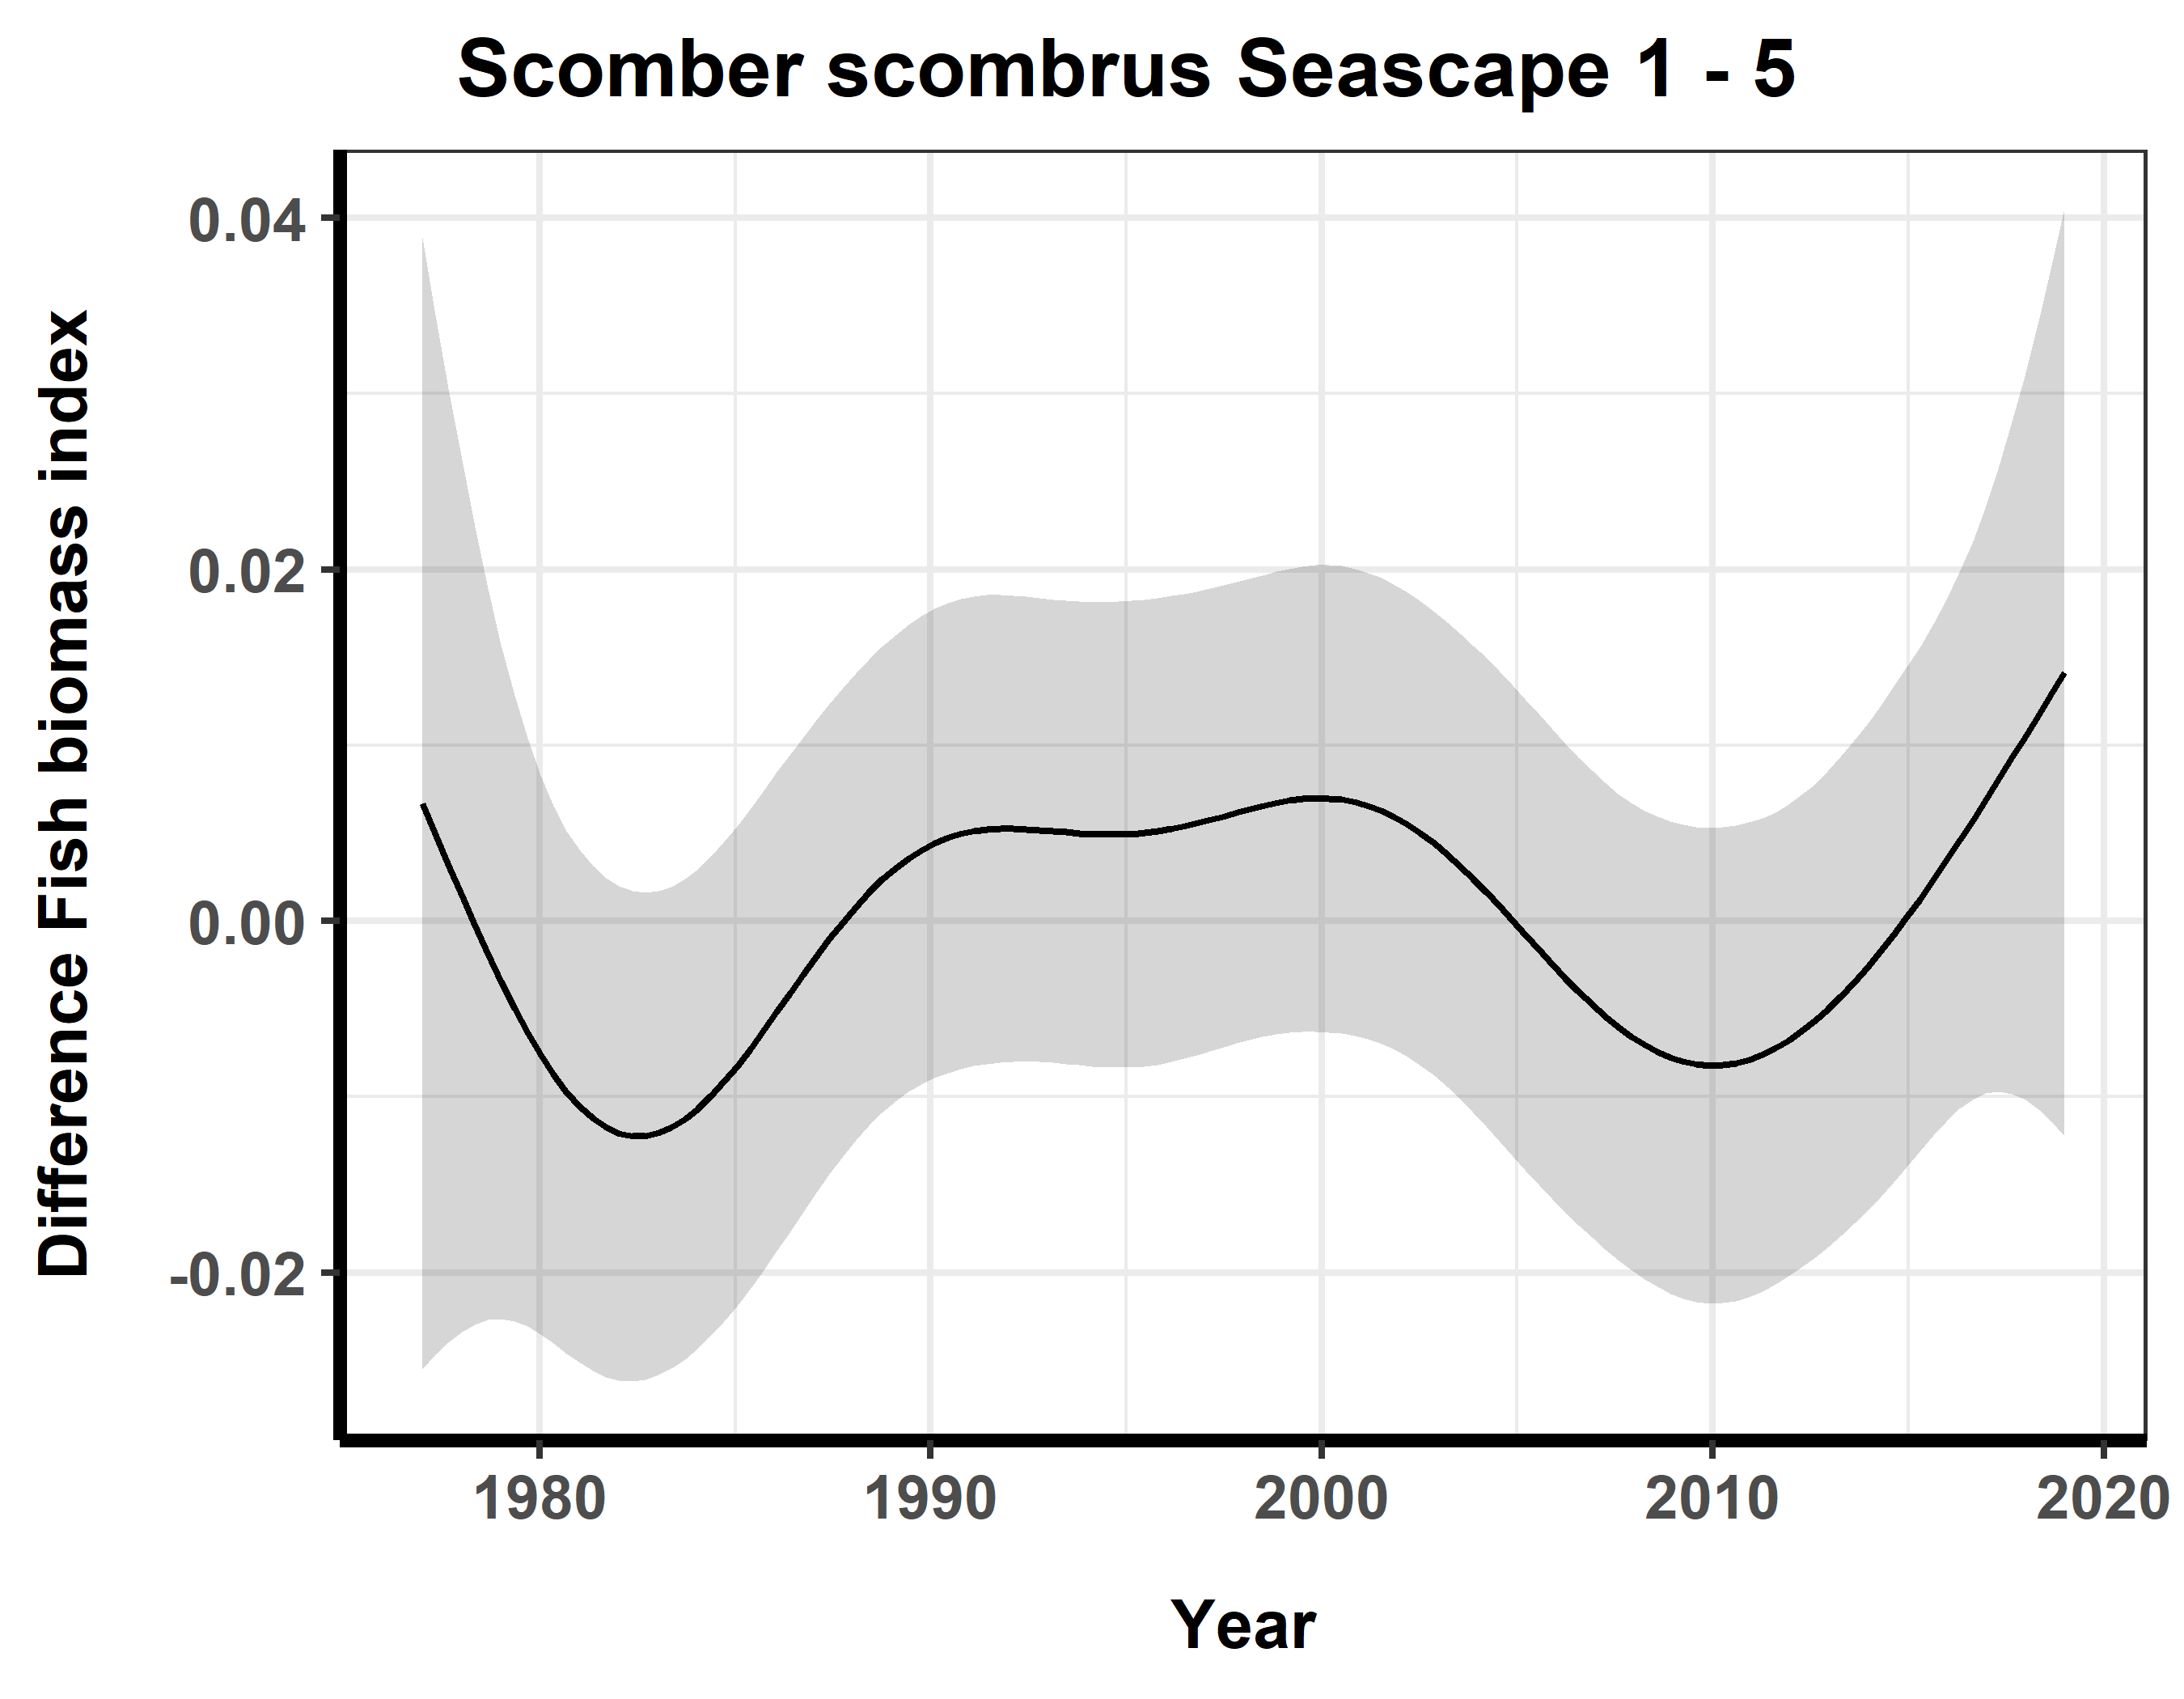 Scomber scombrus Seascape 1 - 5
Difference Fish biomass index
0.04
0.02
0.00
-0.02
1980 1990 2000 2010 2020
Year